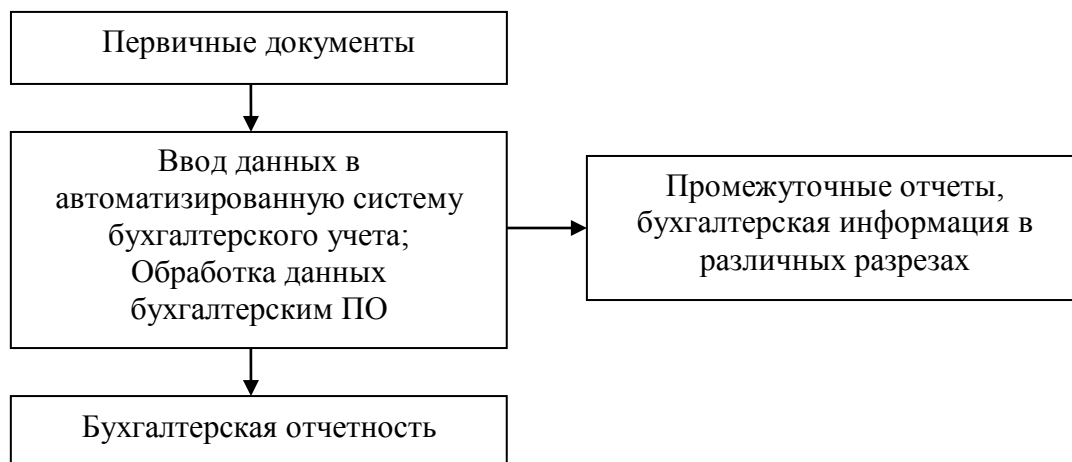 Первичные документы
Ввод данных в
автоматизированную систему
бухгалтерского учета;
Обработка данных
бухгалтерским ПО
Промежуточные отчеты,
бухгалтерская информация в
различных разрезах
Бухгалтерская отчетность